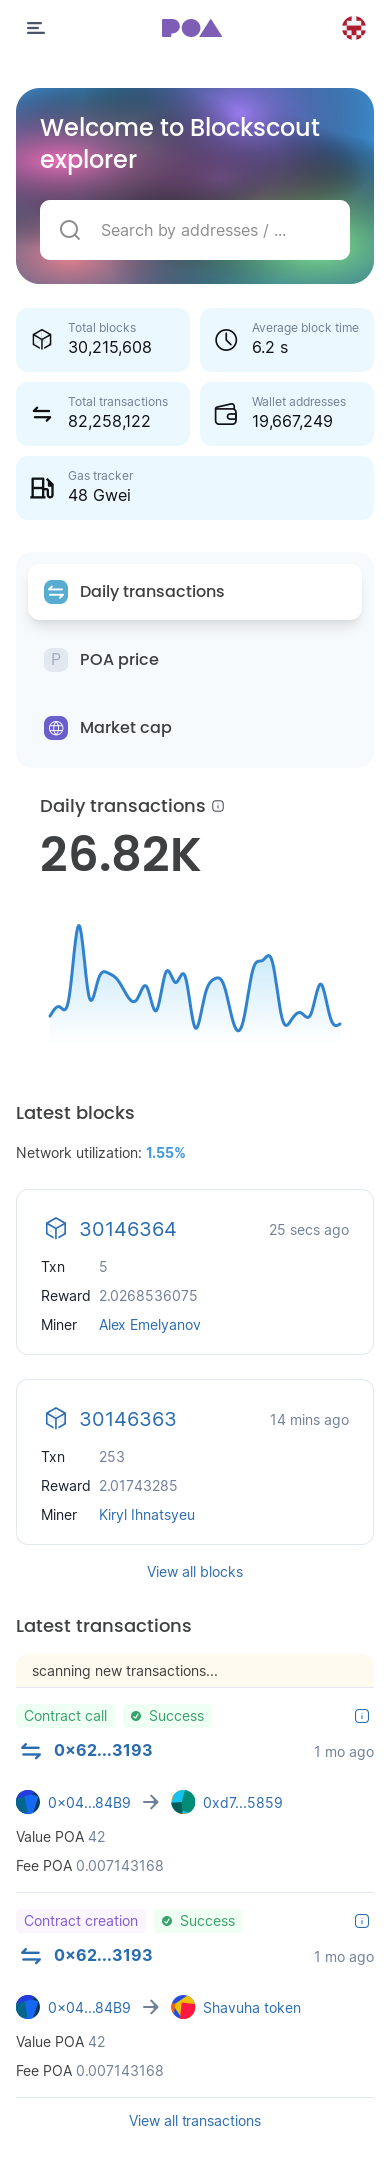 POA
Welcome to Blockscout
explorer
Search by addresses / ...
Total blocks
30,215,608
Average block time
6.2 s
Total transactions
82,258,122
Wallet addresses
19,667,249
Gas tracker
48 Gwei
Daily transactions
P POA price
Market cap
Daily transactions
26.82K
Latest blocks
Network utilization: 1.55%
30146364 25 secs ago
Txn 5
Reward 2.0268536075
Miner Alex Emelyanov
30146363 14 mins ago
Txn 253
Reward 2.01743285
Miner Kiryl Ihnatsyeu
View all blocks
Latest transactions
scanning new transactions...
Contract call Success
0x62...3193 1 mo ago
0x04...84B9 0xd7...5859
Value POA 42
Fee POA 0.007143168
Contract creation Success
0x62...3193 1 mo ago
0x04...84B9 Shavuha token
Value POA 42
Fee POA 0.007143168
View all transactions